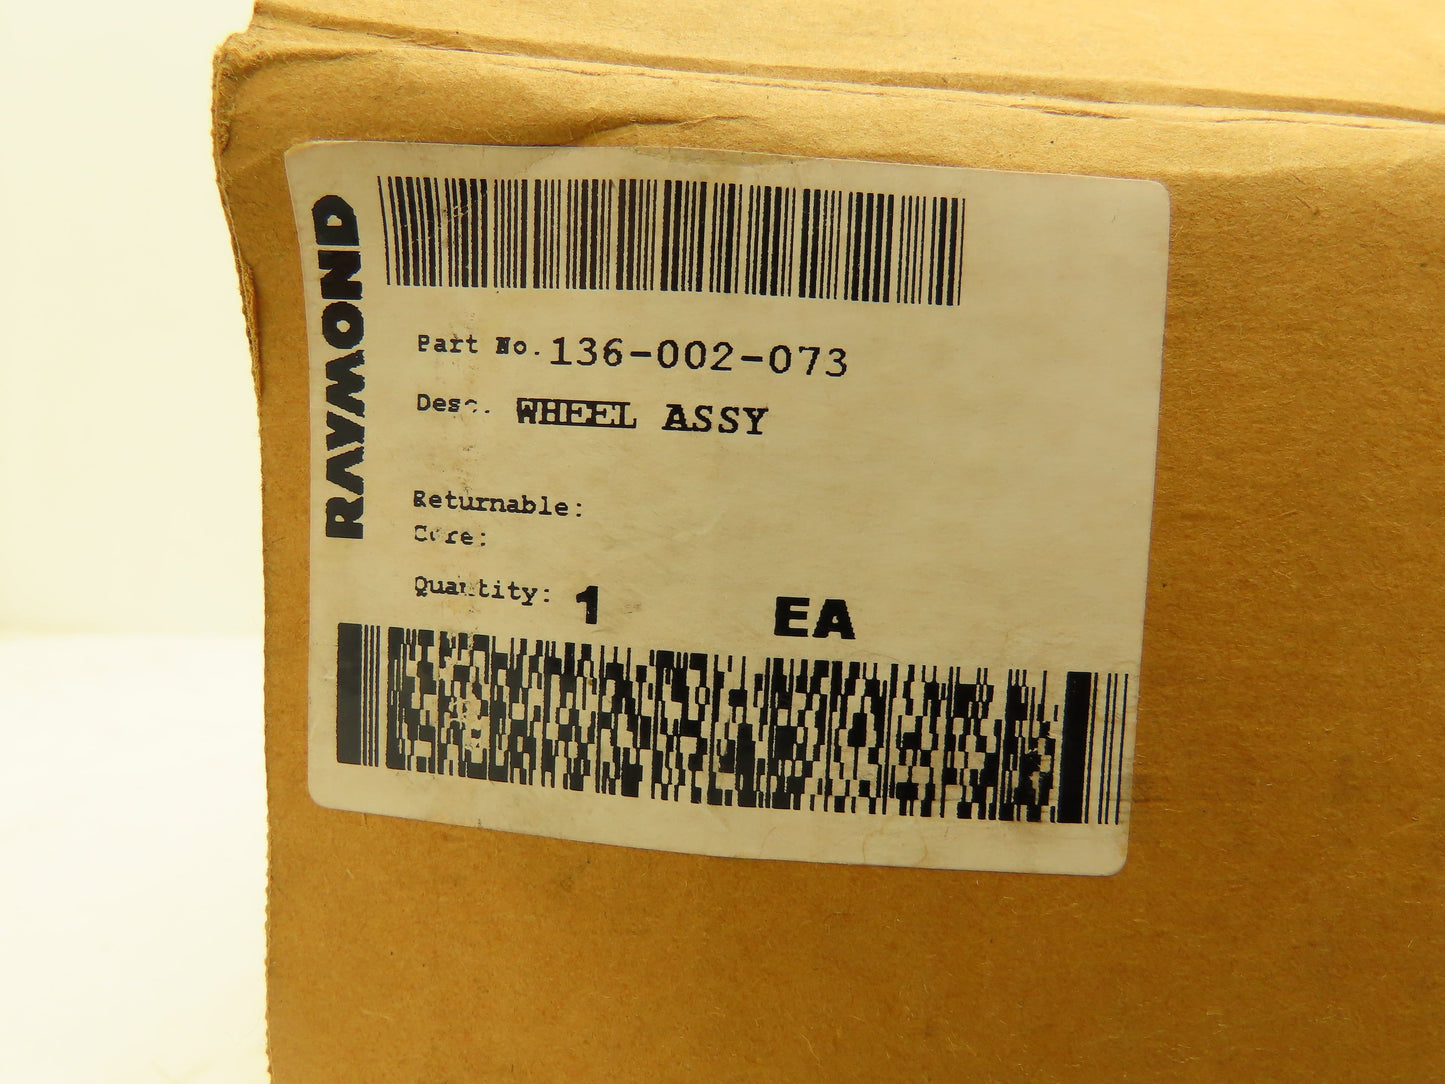 RAYMOND
Part No. 136-002-073
Desc. WHEEL ASSY
Returnable:
Core:
Quantity: 1 EA